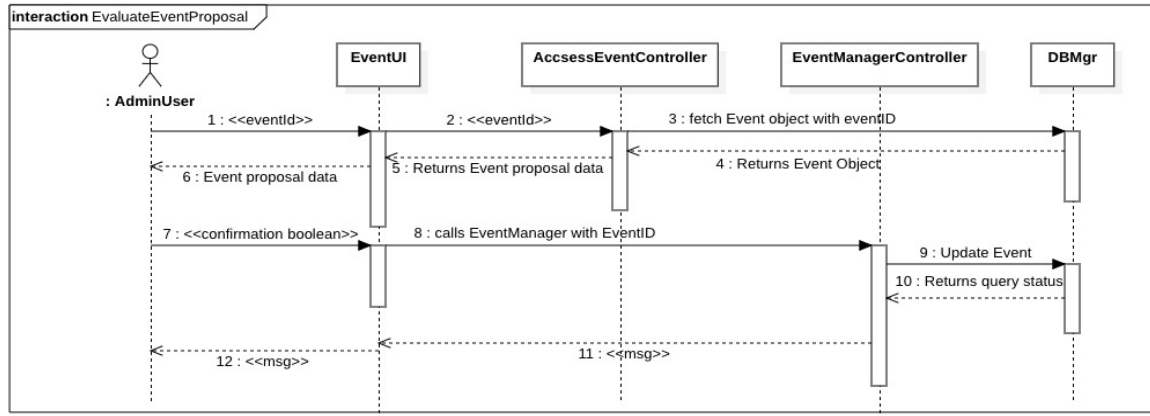 interaction EvaluateEventProposal
EventUI
AccsessEventController
EventManagerController
DBMgr
: AdminUser
1 : <<eventId>>
2 : <<eventId>>
3 : fetch Event object with eventID
4 : Returns Event Object
5 : Returns Event proposal data
6 : Event proposal data
7 : <<confirmation boolean>>
8 : calls EventManager with EventID
9 : Update Event
10 : Returns query status
11 : <<msg>>
12 : <<msg>>